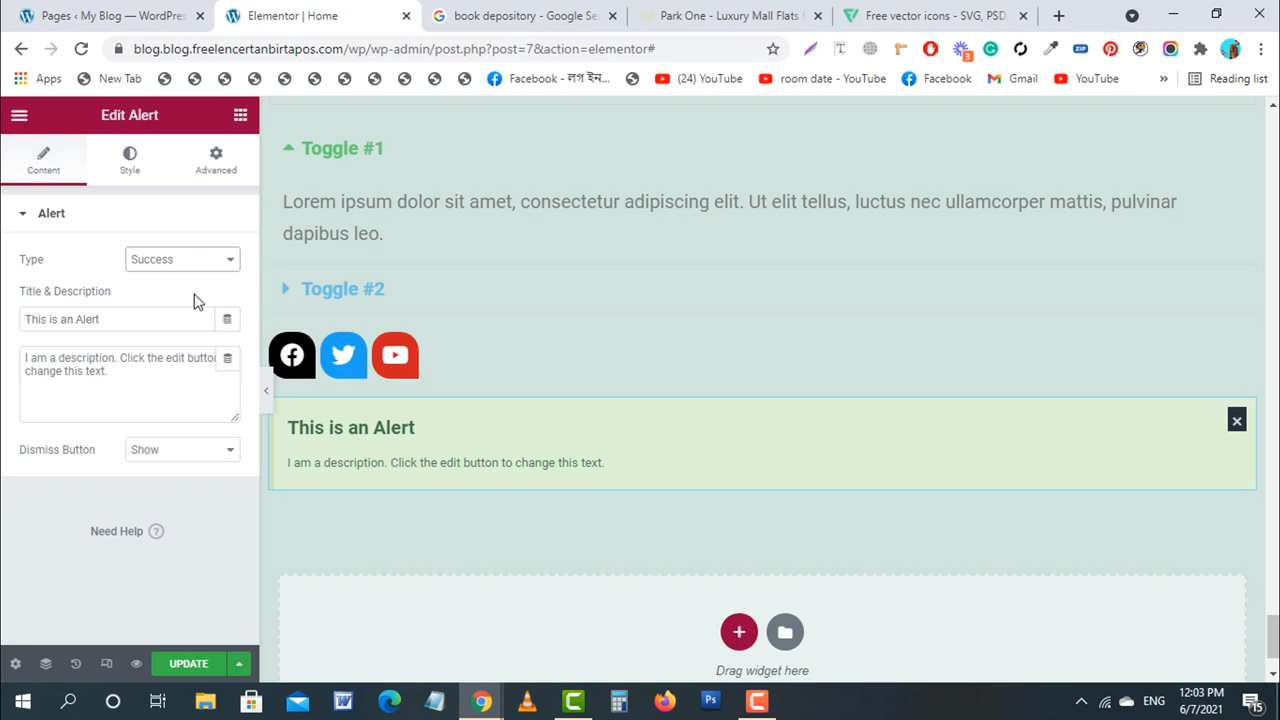 Pages ‹ My Blog — WordPres
Elementor | Home
book depository - Google Se
Park One - Luxury Mall Flats f
Free vector icons - SVG, PSD,
blog.blog.freelencertanbirtapos.com/wp/wp-admin/post.php?post=7&action=elementor#
Apps
New Tab
Facebook - লগ ইন...
(24) YouTube
room date - YouTube
Facebook
Gmail
YouTube
»
Reading list
Edit Alert
Content
Style
Advanced
Alert
Type
Success
Title & Description
This is an Alert
I am a description. Click the edit button
change this text.
Dismiss Button
Show
Need Help
UPDATE
Toggle #1
Lorem ipsum dolor sit amet, consectetur adipiscing elit. Ut elit tellus, luctus nec ullamcorper mattis, pulvinar
dapibus leo.
Toggle #2
This is an Alert
I am a description. Click the edit button to change this text.
Drag widget here
ENG
12:03 PM
6/7/2021
15